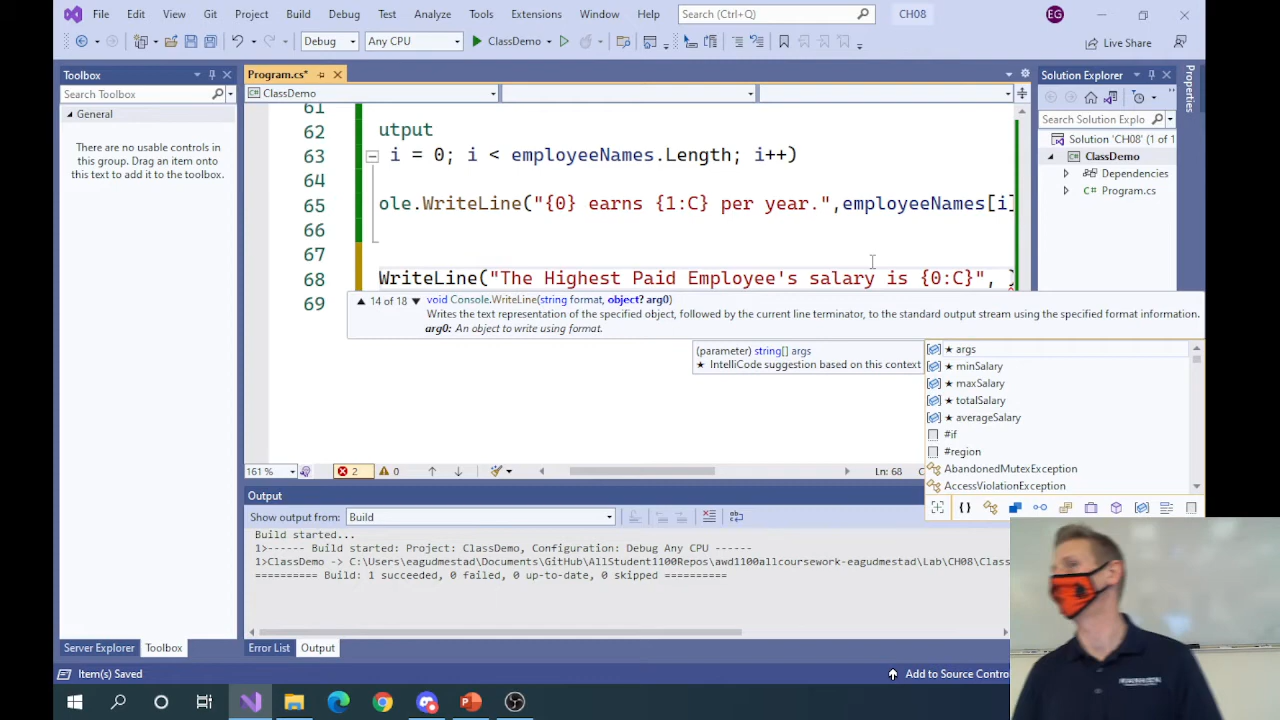 File Edit View Git Project Build Debug Test Analyze Tools Extensions Window Help Search (Ctrl+Q) CH08 EG
Debug Any CPU ClassDemo Live Share
Toolbox
Search Toolbox
General
There are no usable controls in
this group. Drag an item onto
this text to add it to the toolbox.
Server Explorer Toolbox
Program.cs*
ClassDemo
61
62 utput
63 i = 0; i < employeeNames.Length; i++)
64
65 ole.WriteLine("{0} earns {1:C} per year.",employeeNames[i]
66
67
68 WriteLine("The Highest Paid Employee's salary is {0:C}", )
69
14 of 18 void Console.WriteLine(string format, object? arg0)
Writes the text representation of the specified object, followed by the current line terminator, to the standard output stream using the specified format information.
arg0: An object to write using format.
(parameter) string[] args
★ IntelliCode suggestion based on this context
★ args
★ minSalary
★ maxSalary
★ totalSalary
★ averageSalary
#if
#region
AbandonedMutexException
AccessViolationException
161 % 2 0 Ln: 68
Output
Show output from: Build
Build started...
1>------ Build started: Project: ClassDemo, Configuration: Debug Any CPU ------
1>ClassDemo -> C:\Users\eagudmestad\Documents\GitHub\AllStudent1100Repos\awd1100allcoursework-eagudmestad\Lab\CH08\Class
========== Build: 1 succeeded, 0 failed, 0 up-to-date, 0 skipped ==========
Error List Output
Solution Explorer
Search Solution Explo
Solution 'CH08' (1 of 1
ClassDemo
Dependencies
Program.cs
Properties
Item(s) Saved Add to Source Contro